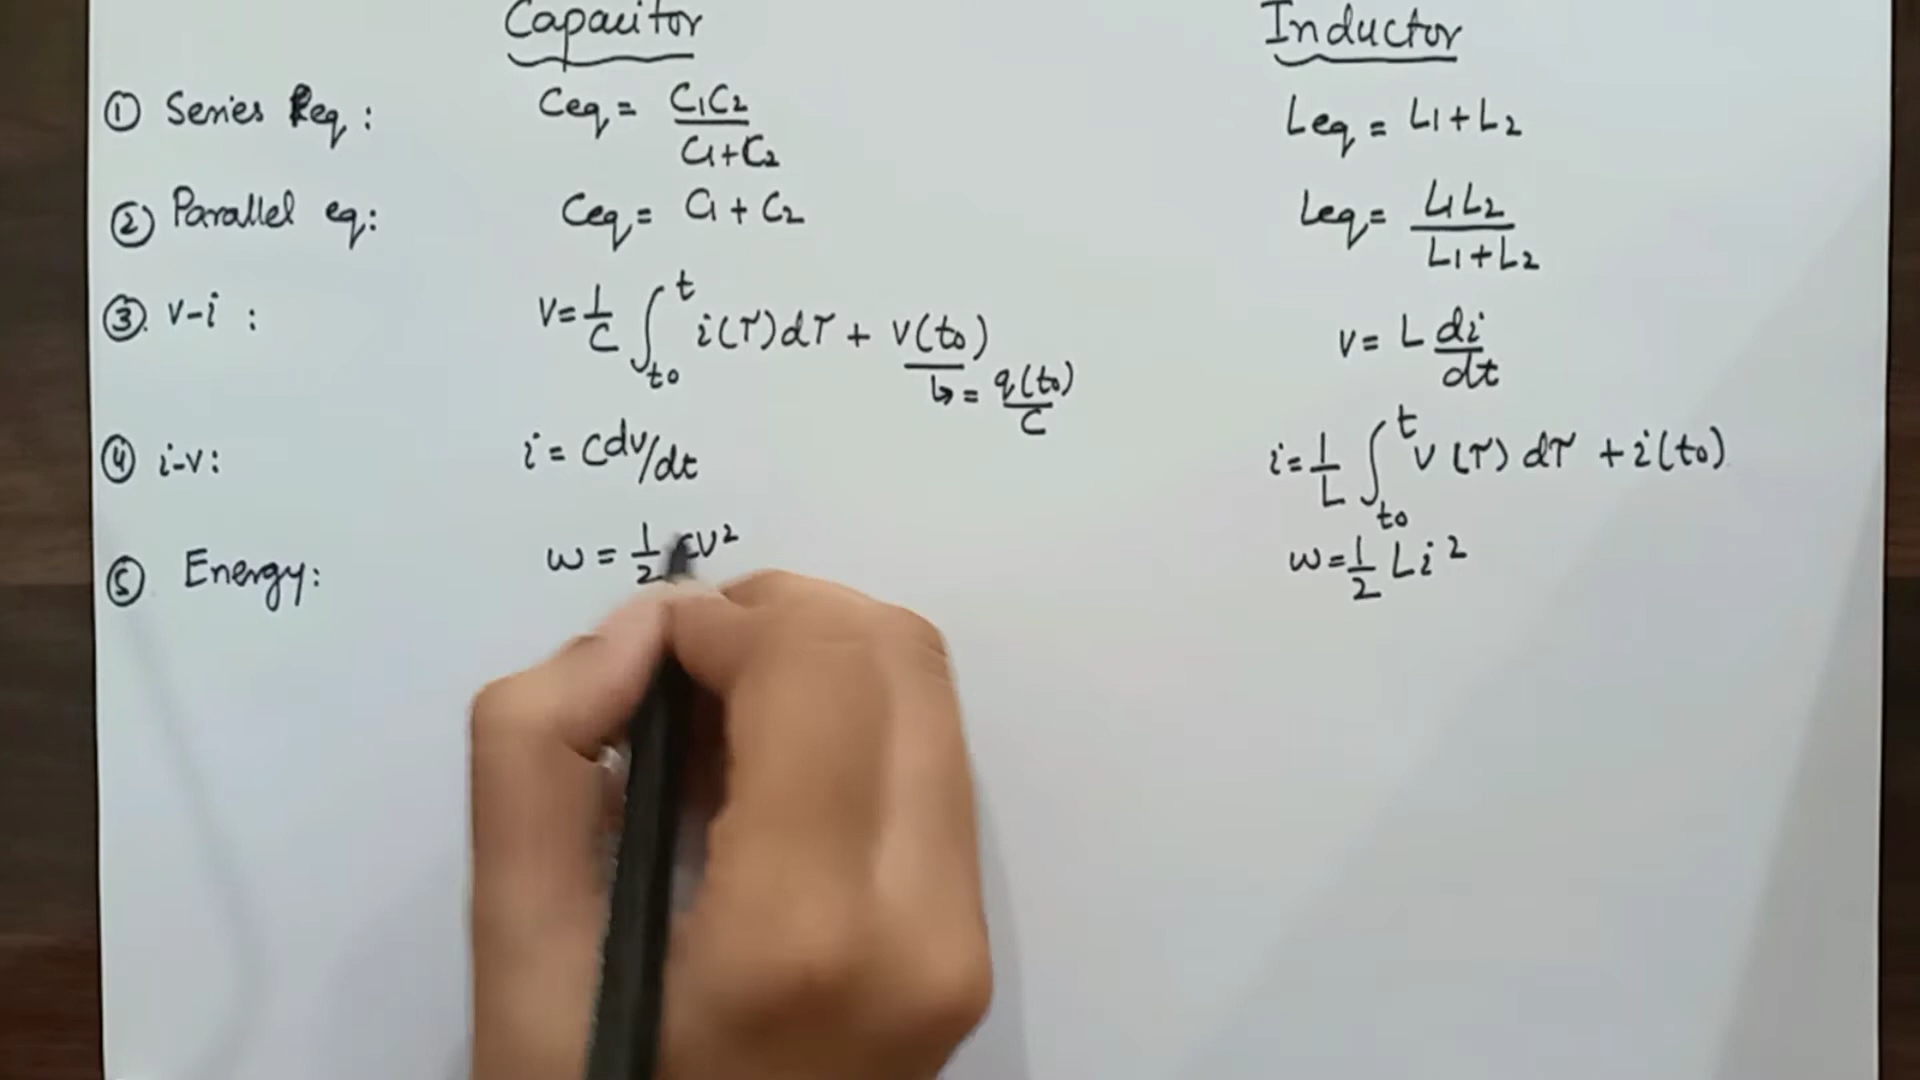 Capacitor Inductor
① Series Req: Ceq = C1C2 / C1+C2 Leq = L1+L2
② Parallel eq: Ceq = C1 + C2 Leq = L1L2 / L1+L2
③. v-i : V = 1/C ∫ t t0 i(τ)dτ + V(t0) v = L di/dt
↳ = q(t0)/C
④ i-v: i = C dv/dt i = 1/L ∫ t t0 v(τ) dτ + i(t0)
⑤ Energy: w = 1/2 CV² w = 1/2 Li²